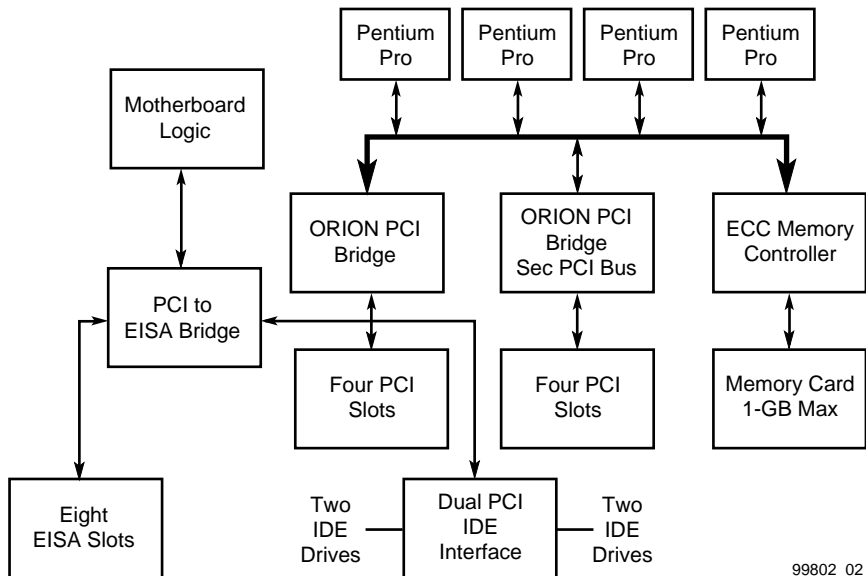 Pentium
Pro
Pentium
Pro
Pentium
Pro
Pentium
Pro
Motherboard
Logic
ORION PCI
Bridge
ORION PCI
Bridge
Sec PCI Bus
ECC Memory
Controller
PCI to
EISA Bridge
Four PCI
Slots
Four PCI
Slots
Memory Card
1-GB Max
Eight
EISA Slots
Two
IDE
Drives
Dual PCI
IDE
Interface
Two
IDE
Drives
99802_02